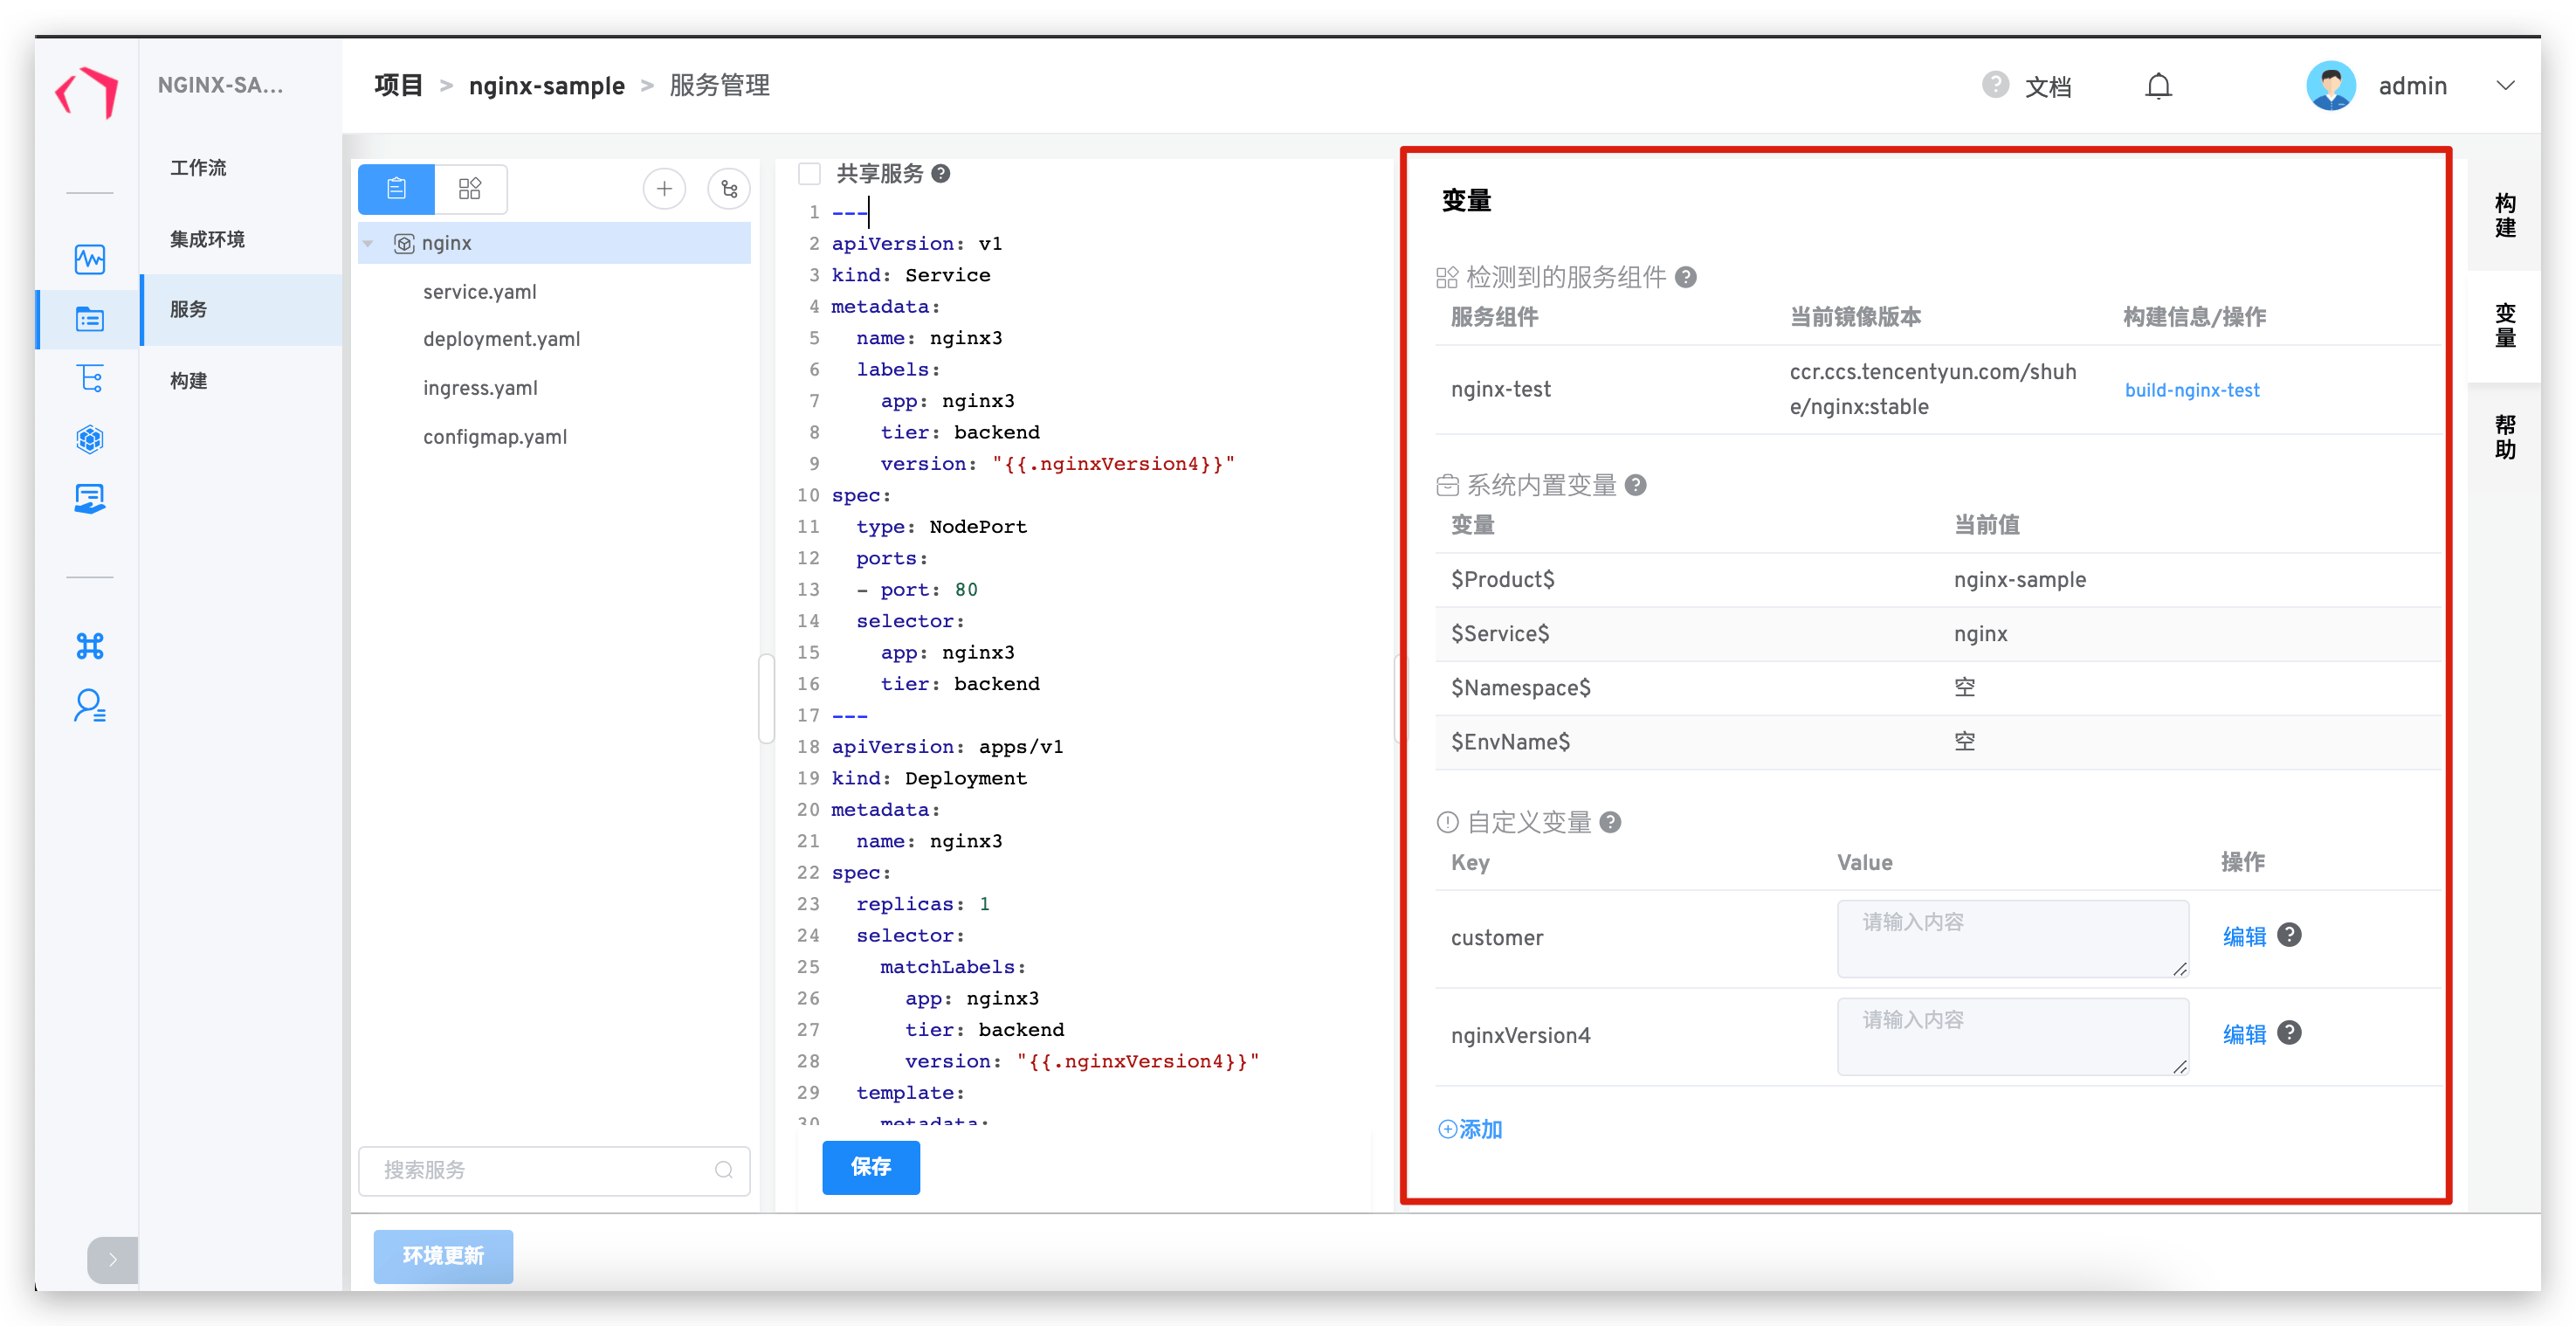 NGINX-SA...
项目 > nginx-sample > 服务管理
? 文档
admin
工作流
集成环境
服务
构建
nginx
service.yaml
deployment.yaml
ingress.yaml
configmap.yaml
搜索服务
共享服务 ?
1 ---
2 apiVersion: v1
3 kind: Service
4 metadata:
5   name: nginx3
6   labels:
7     app: nginx3
8     tier: backend
9     version: "{{.nginxVersion4}}"
10 spec:
11   type: NodePort
12   ports:
13   - port: 80
14   selector:
15     app: nginx3
16     tier: backend
17 ---
18 apiVersion: apps/v1
19 kind: Deployment
20 metadata:
21   name: nginx3
22 spec:
23   replicas: 1
24   selector:
25     matchLabels:
26       app: nginx3
27       tier: backend
28       version: "{{.nginxVersion4}}"
29   template:
30     metadata:
保存
变量
检测到的服务组件 ?
服务组件 当前镜像版本 构建信息/操作
nginx-test ccr.ccs.tencentyun.com/shuh build-nginx-test
e/nginx:stable
系统内置变量 ?
变量 当前值
$Product$ nginx-sample
$Service$ nginx
$Namespace$ 空
$EnvName$ 空
自定义变量 ?
Key Value 操作
customer 请输入内容 编辑 ?
nginxVersion4 请输入内容 编辑 ?
添加
构建
变量
帮助
环境更新